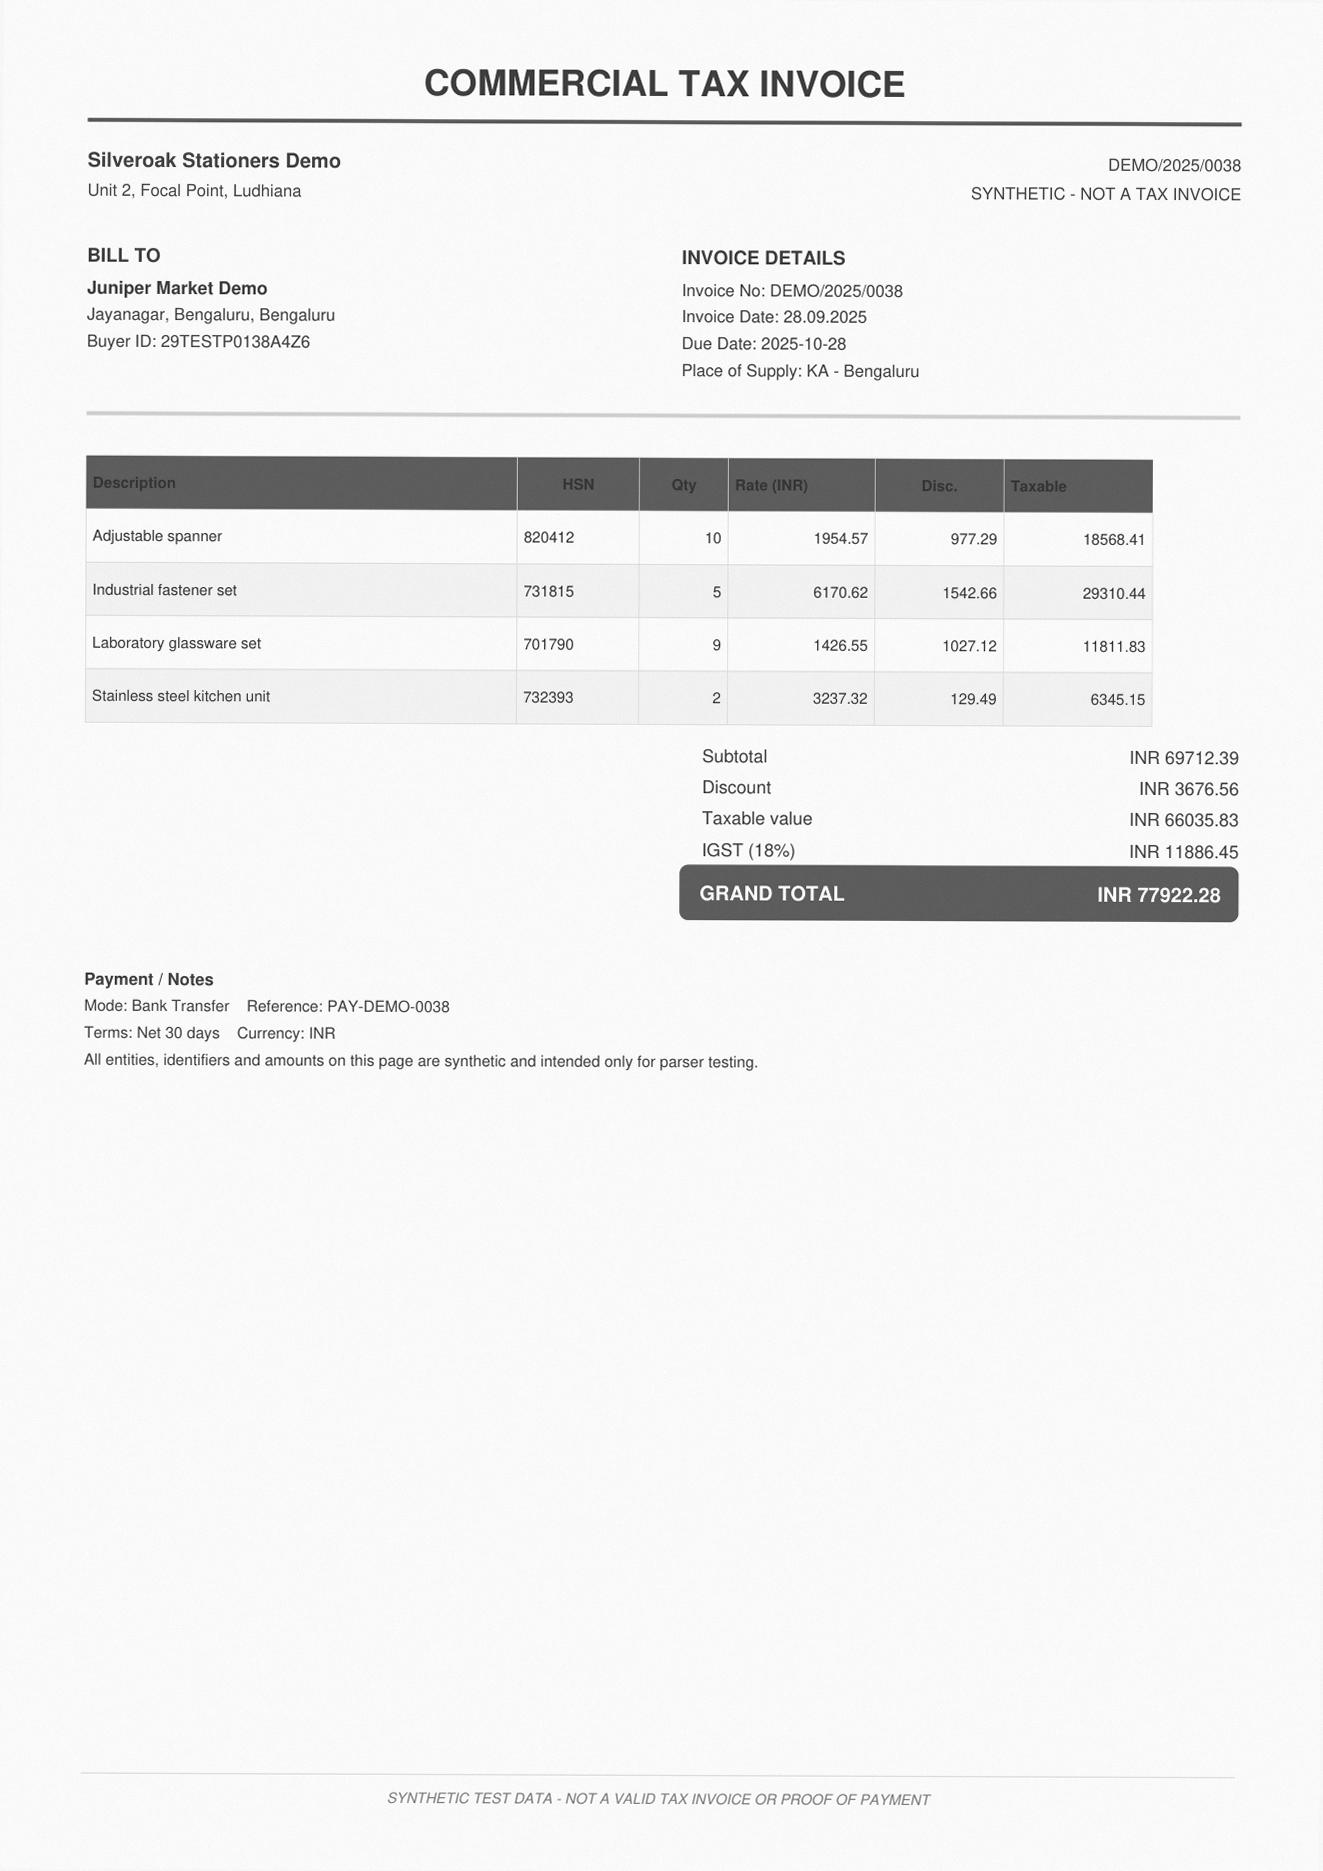 COMMERCIAL TAX INVOICE
Silveroak Stationers Demo
Unit 2, Focal Point, Ludhiana
DEMO/2025/0038
SYNTHETIC - NOT A TAX INVOICE
BILL TO
Juniper Market Demo
Jayanagar, Bengaluru, Bengaluru
Buyer ID: 29TESTP0138A4Z6
INVOICE DETAILS
Invoice No: DEMO/2025/0038
Invoice Date: 28.09.2025
Due Date: 2025-10-28
Place of Supply: KA - Bengaluru
Description HSN Qty Rate (INR) Disc. Taxable
Adjustable spanner 820412 10 1954.57 977.29 18568.41
Industrial fastener set 731815 5 6170.62 1542.66 29310.44
Laboratory glassware set 701790 9 1426.55 1027.12 11811.83
Stainless steel kitchen unit 732393 2 3237.32 129.49 6345.15
Subtotal INR 69712.39
Discount INR 3676.56
Taxable value INR 66035.83
IGST (18%) INR 11886.45
GRAND TOTAL INR 77922.28
Payment / Notes
Mode: Bank Transfer Reference: PAY-DEMO-0038
Terms: Net 30 days Currency: INR
All entities, identifiers and amounts on this page are synthetic and intended only for parser testing.
SYNTHETIC TEST DATA - NOT A VALID TAX INVOICE OR PROOF OF PAYMENT